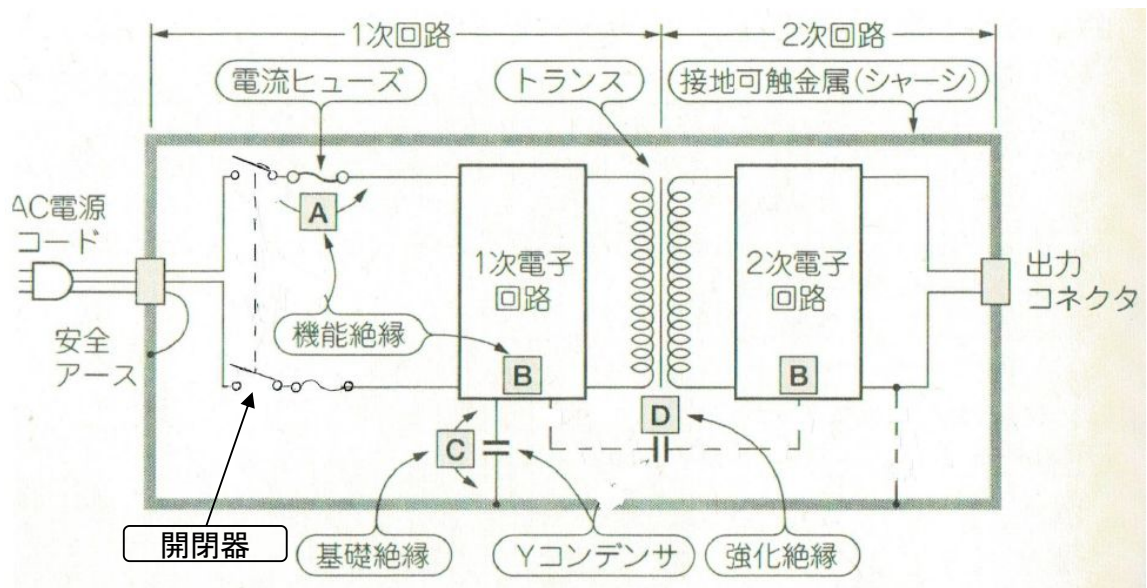 1次回路
2次回路
電流ヒューズ
トランス
接地可触金属(シャーシ)
AC電源
コード
A
1次電子
回路
2次電子
回路
出力
コネクタ
安全
アース
機能絶縁
B
B
C
D
開閉器
基礎絶縁
Yコンデンサ
強化絶縁